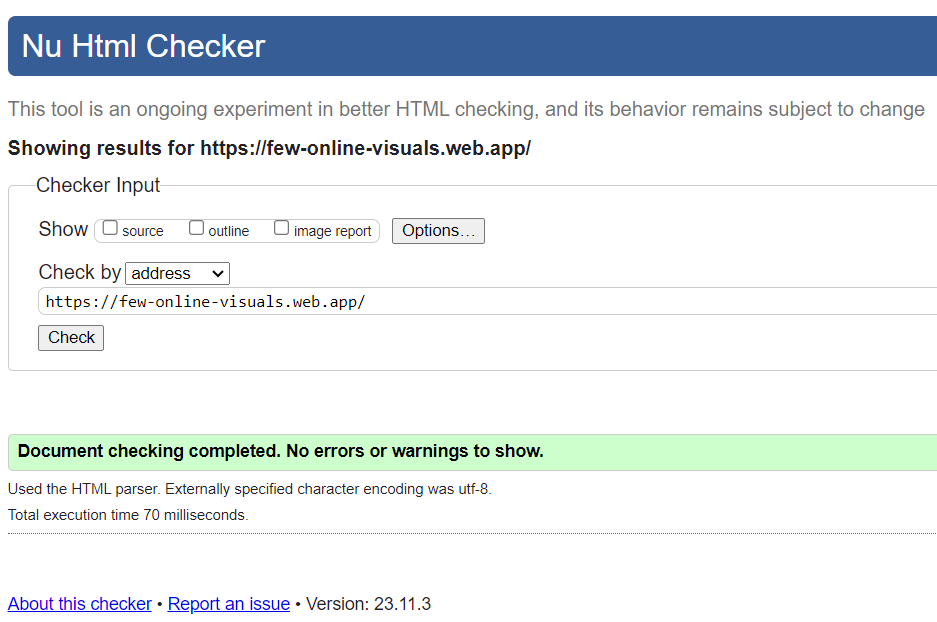 Nu Html Checker
This tool is an ongoing experiment in better HTML checking, and its behavior remains subject to change
Showing results for https://few-online-visuals.web.app/
Checker Input
Show source outline image report Options...
Check by address
https://few-online-visuals.web.app/
Check
Document checking completed. No errors or warnings to show.
Used the HTML parser. Externally specified character encoding was utf-8.
Total execution time 70 milliseconds.
About this checker • Report an issue • Version: 23.11.3